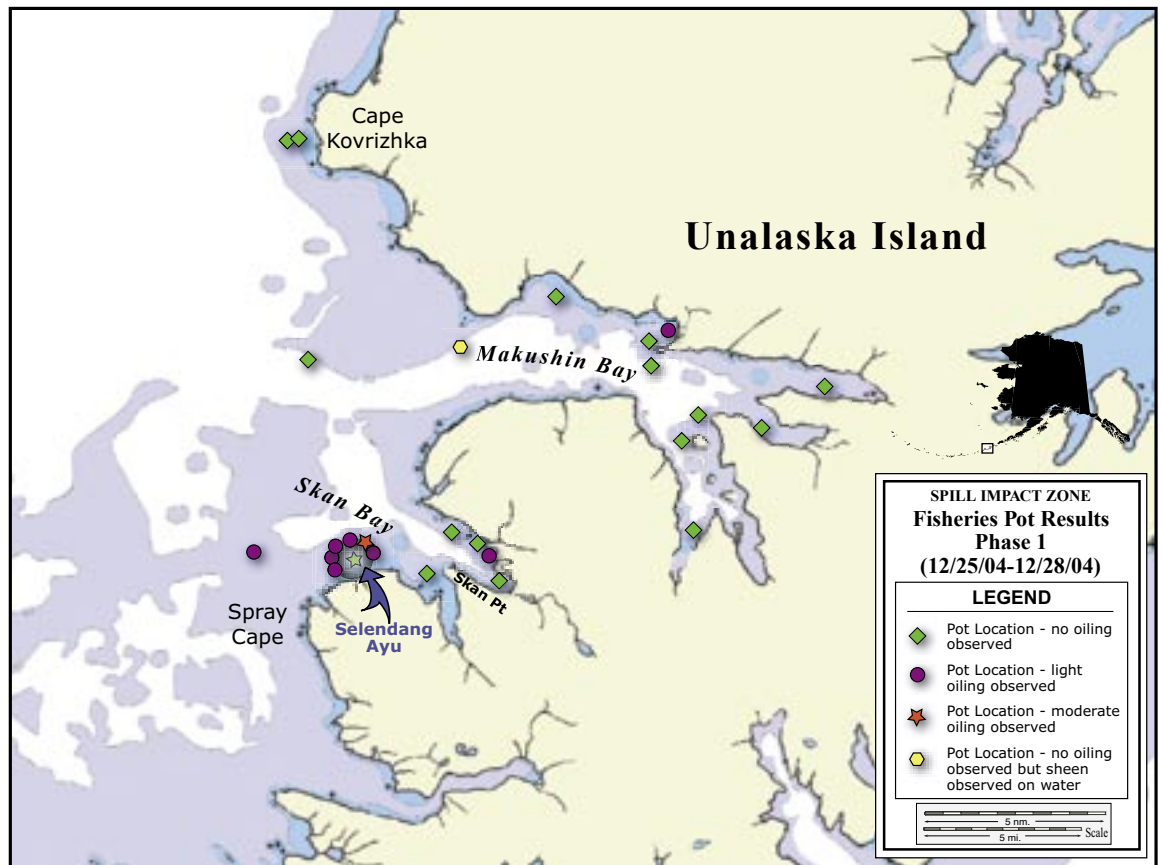 Cape
Kovrizhka
Unalaska Island
Makushin Bay
Skan Bay
Skan Pt
Spray
Cape
Selendang
Ayu
SPILL IMPACT ZONE
Fisheries Pot Results
Phase 1
(12/25/04-12/28/04)
LEGEND
Pot Location - no oiling
observed
Pot Location - light
oiling observed
Pot Location - moderate
oiling observed
Pot Location - no oiling
observed but sheen
observed on water
5 nm.
5 mi.
Scale